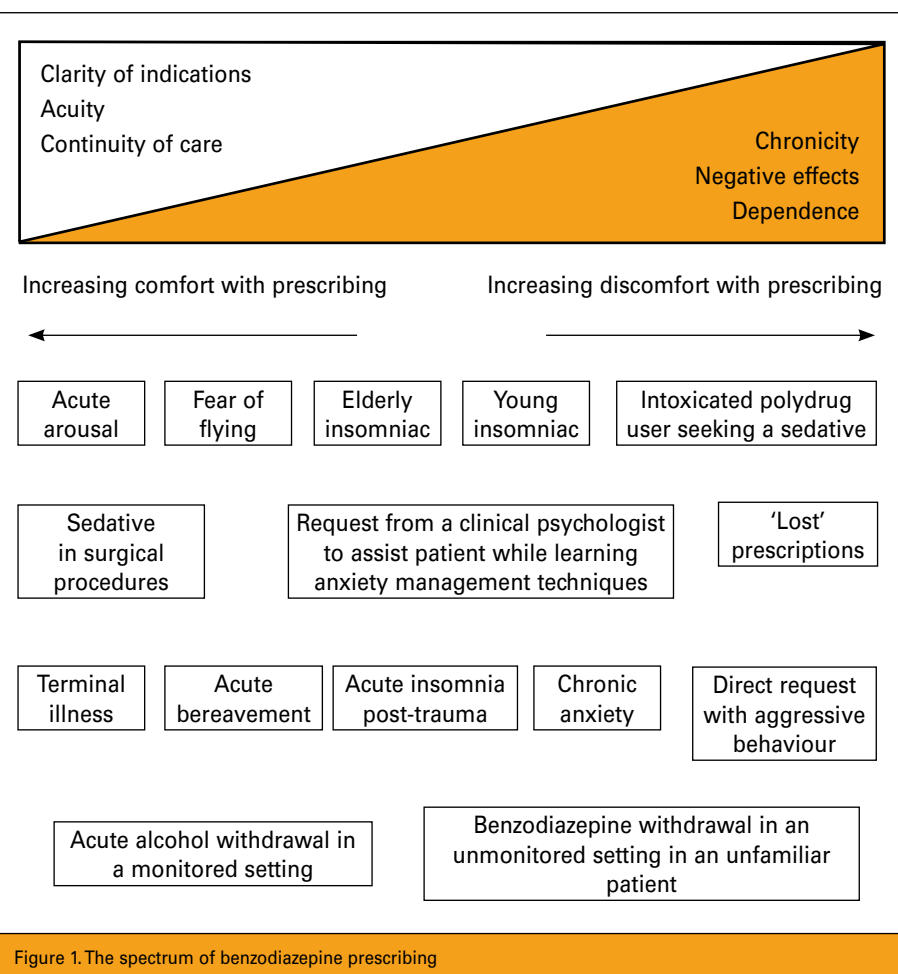 Clarity of indications
Acuity
Continuity of care
Chronicity
Negative effects
Dependence
Increasing comfort with prescribing
Increasing discomfort with prescribing
Acute
arousal
Fear of
flying
Elderly
insomniac
Young
insomniac
Intoxicated polydrug
user seeking a sedative
Sedative
in surgical
procedures
Request from a clinical psychologist
to assist patient while learning
anxiety management techniques
‘Lost’
prescriptions
Terminal
illness
Acute
bereavement
Acute insomnia
post-trauma
Chronic
anxiety
Direct request
with aggressive
behaviour
Acute alcohol withdrawal in
a monitored setting
Benzodiazepine withdrawal in an
unmonitored setting in an unfamiliar
patient
Figure 1. The spectrum of benzodiazepine prescribing